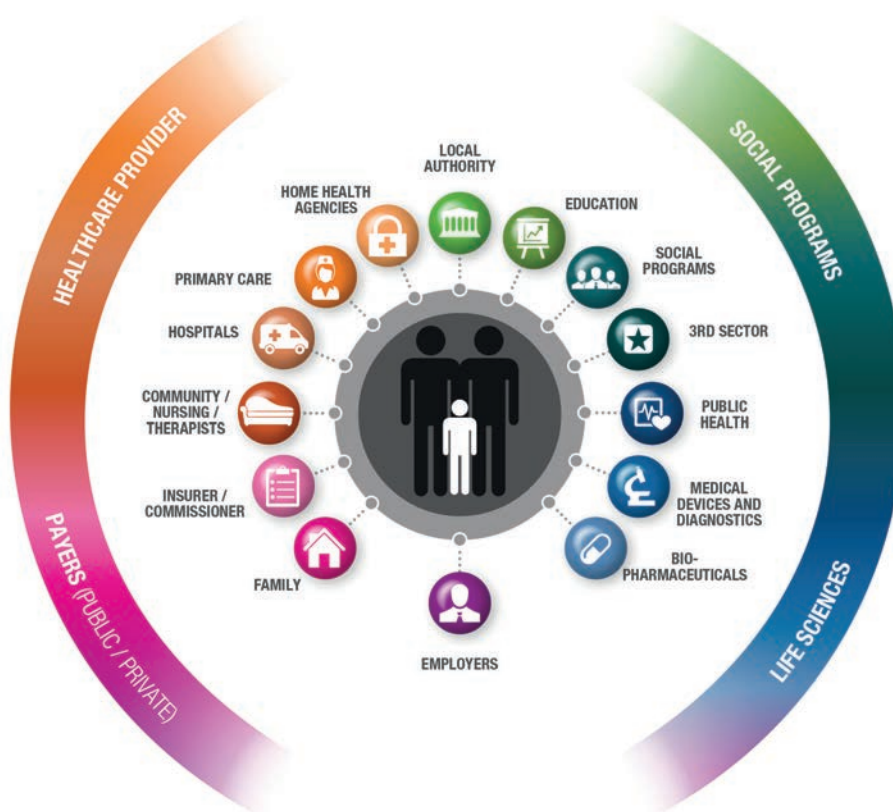 HEALTHCARE PROVIDER
SOCIAL PROGRAMS
LOCAL
AUTHORITY
HOME HEALTH
AGENCIES
EDUCATION
PRIMARY CARE
SOCIAL
PROGRAMS
HOSPITALS
3RD SECTOR
COMMUNITY /
NURSING /
THERAPISTS
PUBLIC
HEALTH
INSURER /
COMMISSIONER
MEDICAL
DEVICES AND
DIAGNOSTICS
FAMILY
BIO-
PHARMACEUTICALS
EMPLOYERS
PAYERS (PUBLIC / PRIVATE)
LIFE SCIENCES